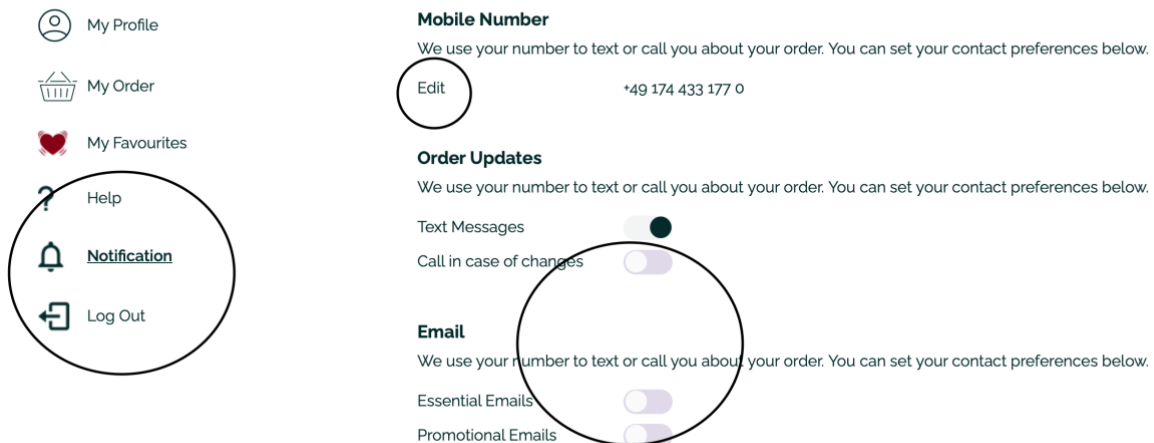 My Profile
My Order
My Favourites
Help
Notification
Log Out
Mobile Number
We use your number to text or call you about your order. You can set your contact preferences below.
Edit
+49 174 433 177 0
Order Updates
We use your number to text or call you about your order. You can set your contact preferences below.
Text Messages
Call in case of changes
Email
We use your number to text or call you about your order. You can set your contact preferences below.
Essential Emails
Promotional Emails